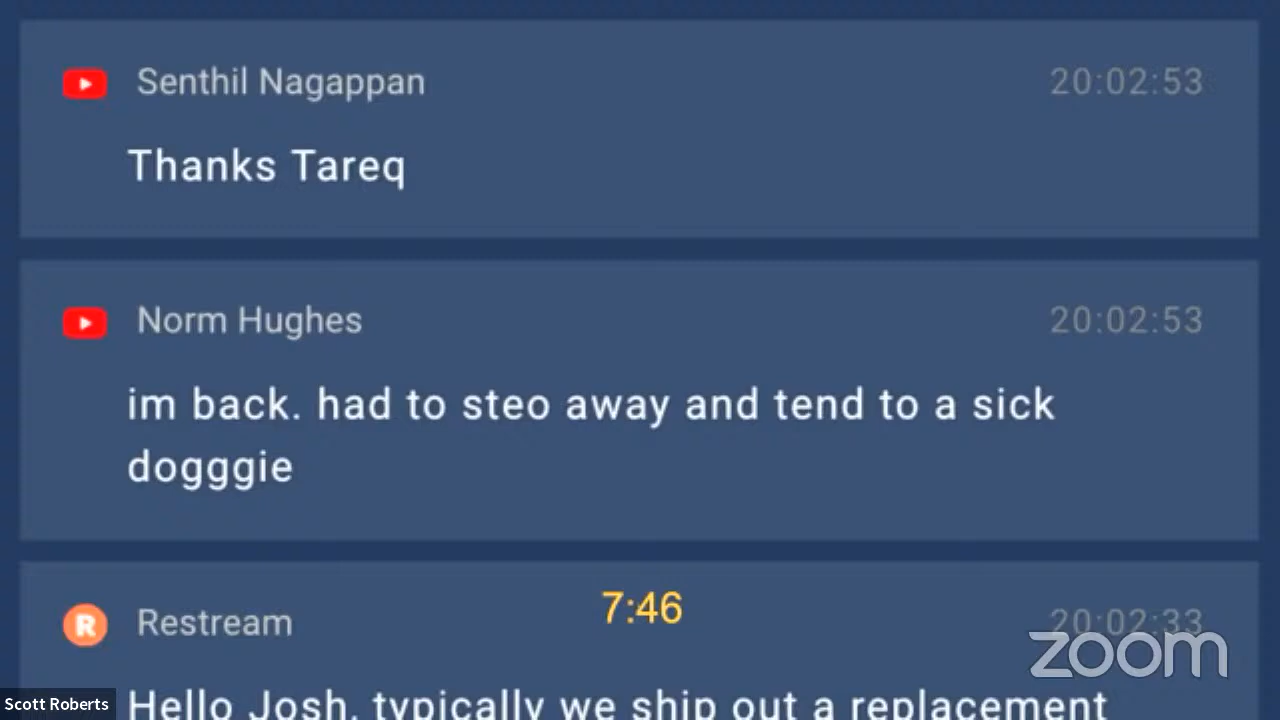 Senthil Nagappan 20:02:53
Thanks Tareq
Norm Hughes 20:02:53
im back. had to steo away and tend to a sick
dogggie
R Restream 7:46 20:02:33
zoom
Scott Roberts
Hello Josh, typically we ship out a replacement